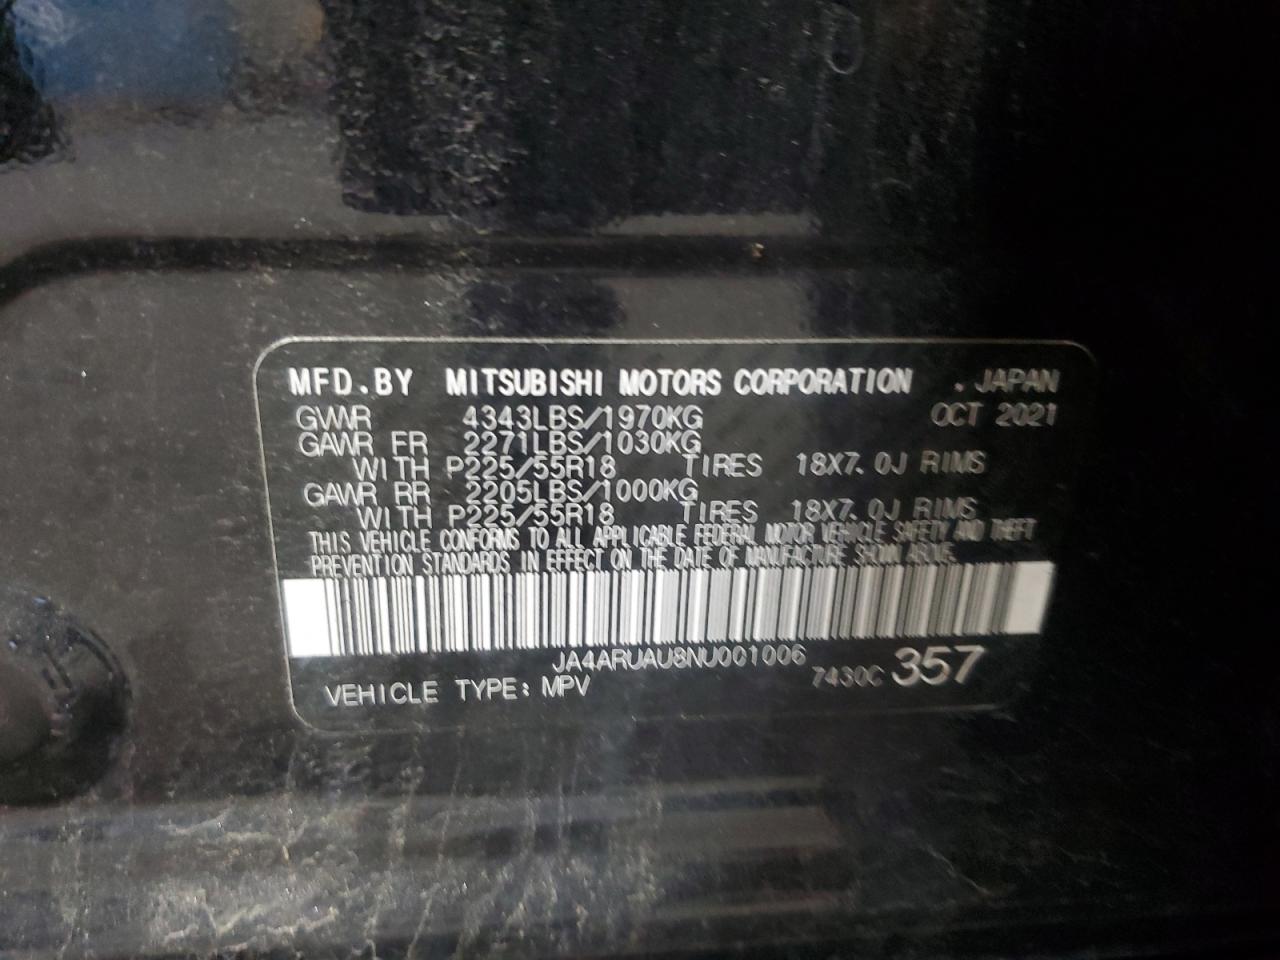 MFD.BY MITSUBISHI MOTORS CORPORATION .JAPAN
GVWR 4343LBS/1970KG OCT 2021
GAWR FR 2271LBS/1030KG
WITH P225/55R18 TIRES 18X7.0J RIMS
GAWR RR 2205LBS/1000KG
WITH P225/55R18 TIRES 18X7.0J RIMS
THIS VEHICLE CONFORMS TO ALL APPLICABLE FEDERAL MOTOR VEHICLE SAFETY AND THEFT
PREVENTION STANDARDS IN EFFECT ON THE DATE OF MANUFACTURE SHOWN ABOVE.
JA4ARUAU8NU001006
VEHICLE TYPE: MPV 7430C 357